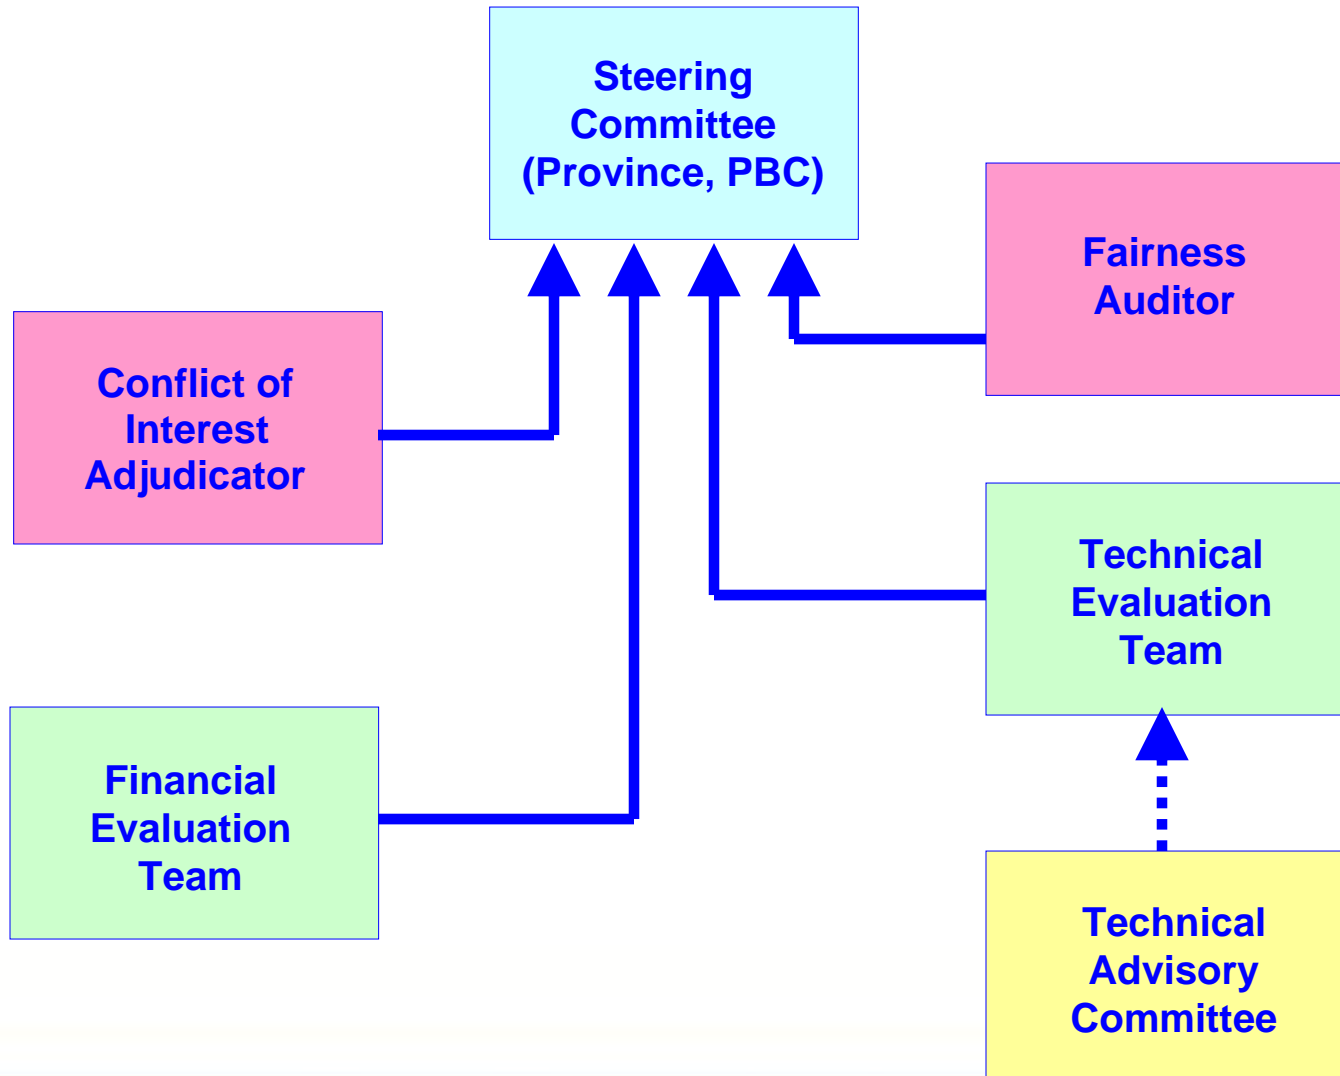 Steering
Committee
(Province, PBC)
Fairness
Auditor
Conflict of
Interest
Adjudicator
Technical
Evaluation
Team
Financial
Evaluation
Team
Technical
Advisory
Committee